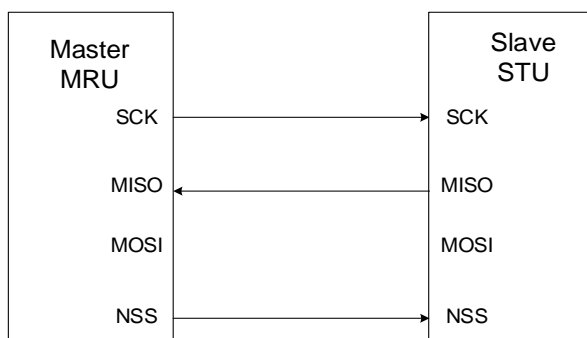 Master
MRU
Slave
STU
SCK
SCK
MISO
MISO
MOSI
MOSI
NSS
NSS